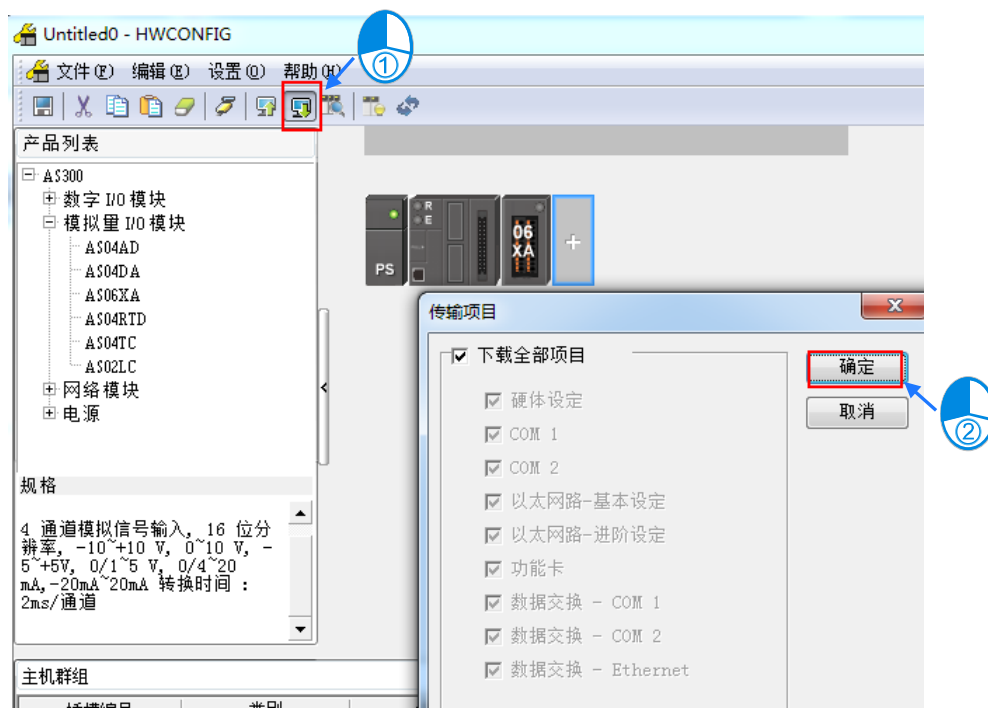 Untitled0 - HWCONFIG
①
文件(F) 编辑(E) 设置(O) 帮助(H)
产品列表
AS300
数字 I/O 模块
模拟量 I/O 模块
AS04AD
AS04DA
AS06XA
AS04RTD
AS04TC
AS02LC
网络模块
电源
R
E
06
XA
+
PS
传输项目
下载全部项目
确定
取消
②
硬体设定
COM 1
COM 2
以太网路-基本设定
以太网路-进阶设定
功能卡
数据交换 - COM 1
数据交换 - COM 2
数据交换 - Ethernet
规格
4 通道模拟信号输入, 16 位分
辨率, -10~+10 V, 0~10 V, -
5~+5V, 0/1~5 V, 0/4~20
mA,-20mA~20mA 转换时间 :
2ms/通道
主机群组
插槽编号 类别